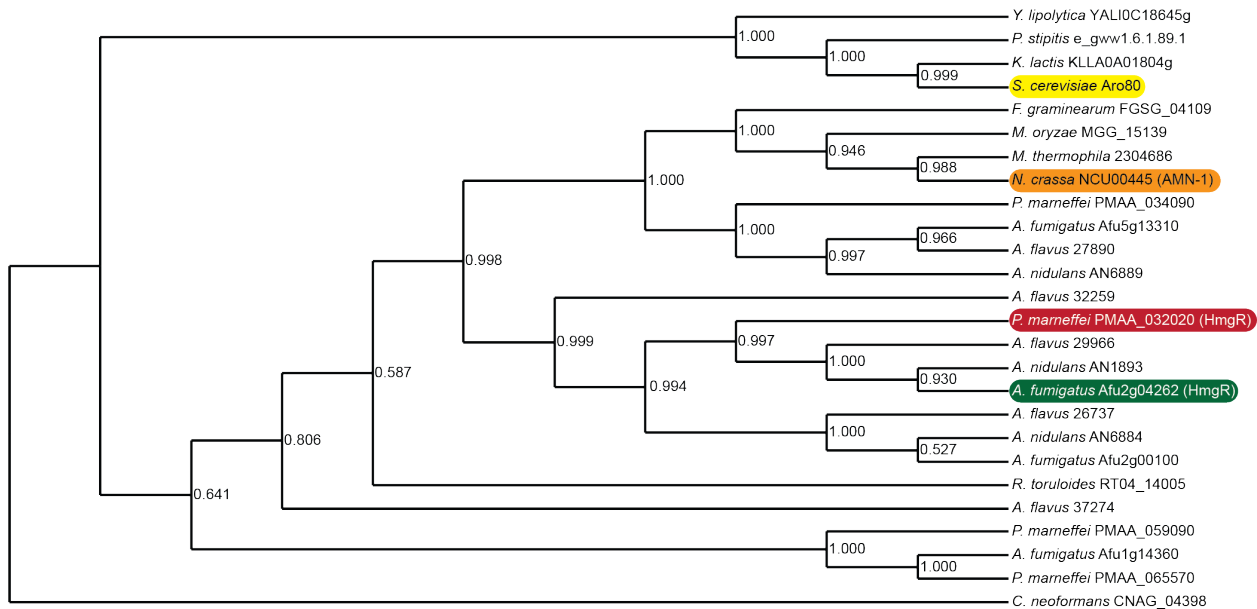 Y. lipolytica YALI0C18645g
1.000
P. stipitis e_gww1.6.1.89.1
1.000
K. lactis KLLA0A01804g
0.999
S. cerevisiae Aro80
F. graminearum FGSG_04109
1.000
M. oryzae MGG_15139
0.946
M. thermophila 2304686
0.988
N. crassa NCU00445 (AMN-1)
1.000
P. marneffei PMAA_034090
1.000
A. fumigatus Afu5g13310
0.966
A. flavus 27890
0.997
A. nidulans AN6889
0.998
A. flavus 32259
0.999
P. marneffei PMAA_032020 (HmgR)
0.997
A. flavus 29966
1.000
A. nidulans AN1893
0.930
A. fumigatus Afu2g04262 (HmgR)
0.994
A. flavus 26737
1.000
A. nidulans AN6884
0.527
A. fumigatus Afu2g00100
0.587
R. toruloides RT04_14005
0.806
A. flavus 37274
0.641
P. marneffei PMAA_059090
1.000
A. fumigatus Afu1g14360
1.000
P. marneffei PMAA_065570
C. neoformans CNAG_04398